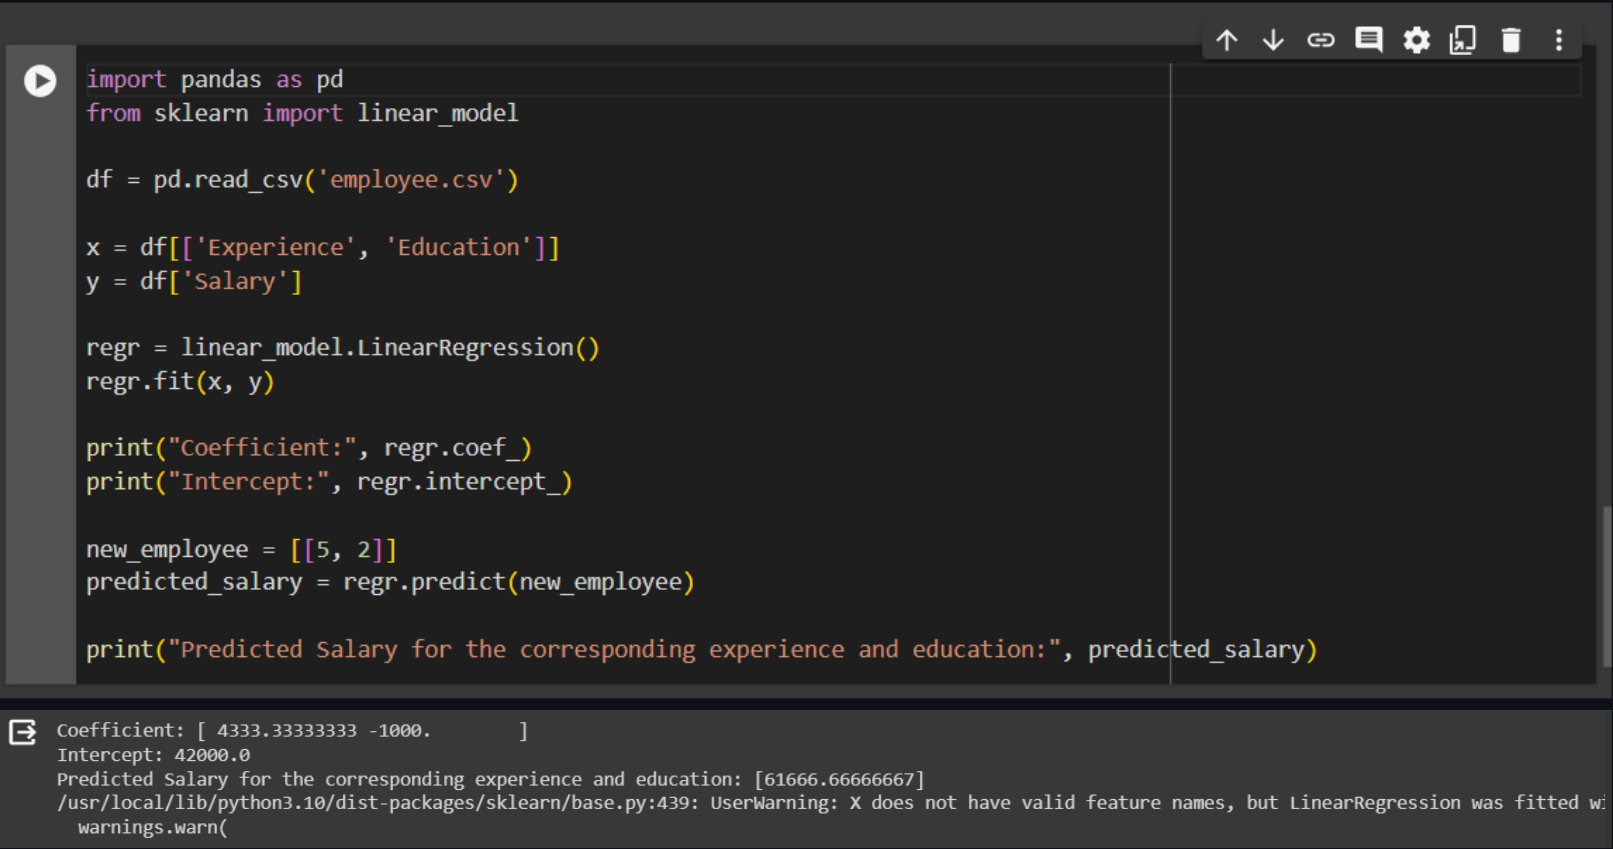 import pandas as pd
from sklearn import linear_model
df = pd.read_csv('employee.csv')
x = df[['Experience', 'Education']]
y = df['Salary']
regr = linear_model.LinearRegression()
regr.fit(x, y)
print("Coefficient:", regr.coef_)
print("Intercept:", regr.intercept_)
new_employee = [[5, 2]]
predicted_salary = regr.predict(new_employee)
print("Predicted Salary for the corresponding experience and education:", predicted_salary)
Coefficient: [ 4333.33333333 -1000.        ]
Intercept: 42000.0
Predicted Salary for the corresponding experience and education: [61666.66666667]
/usr/local/lib/python3.10/dist-packages/sklearn/base.py:439: UserWarning: X does not have valid feature names, but LinearRegression was fitted
warnings.warn(